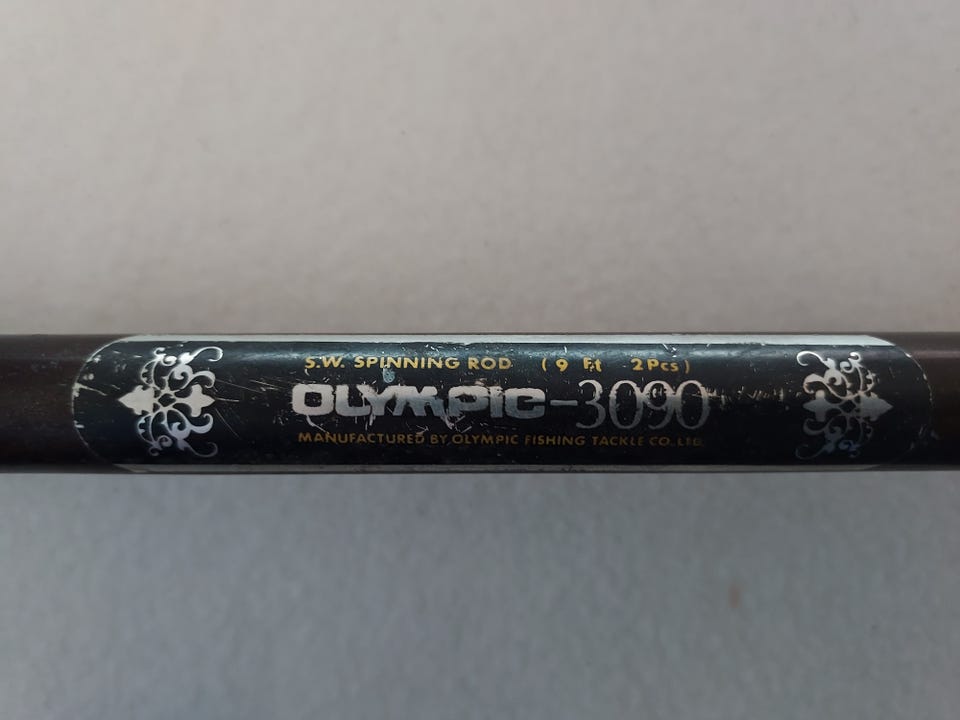 S.W. SPINNING ROD (9 Ft 2Pcs)
OLYMPIC-3090
MANUFACTURED BY OLYMPIC FISHING TACKLE CO.LTD.